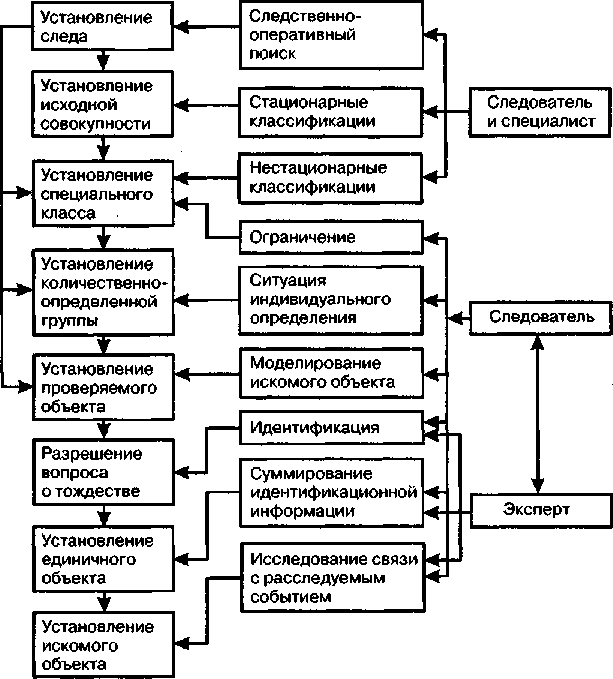 Установление
следа
Следственно-
оперативный
поиск
Установление
исходной
совокупности
Стационарные
классификации
Следователь
и специалист
Установление
специального
класса
Нестационарные
классификации
Ограничение
Установление
количественно-
определенной
группы
Ситуация
индивидуального
определения
Следователь
Установление
проверяемого
объекта
Моделирование
искомого объекта
Идентификация
Разрешение
вопроса
о тождестве
Суммирование
идентификационной
информации
Эксперт
Установление
единичного
объекта
Исследование связи
с расследуемым
событием
Установление
искомого
объекта